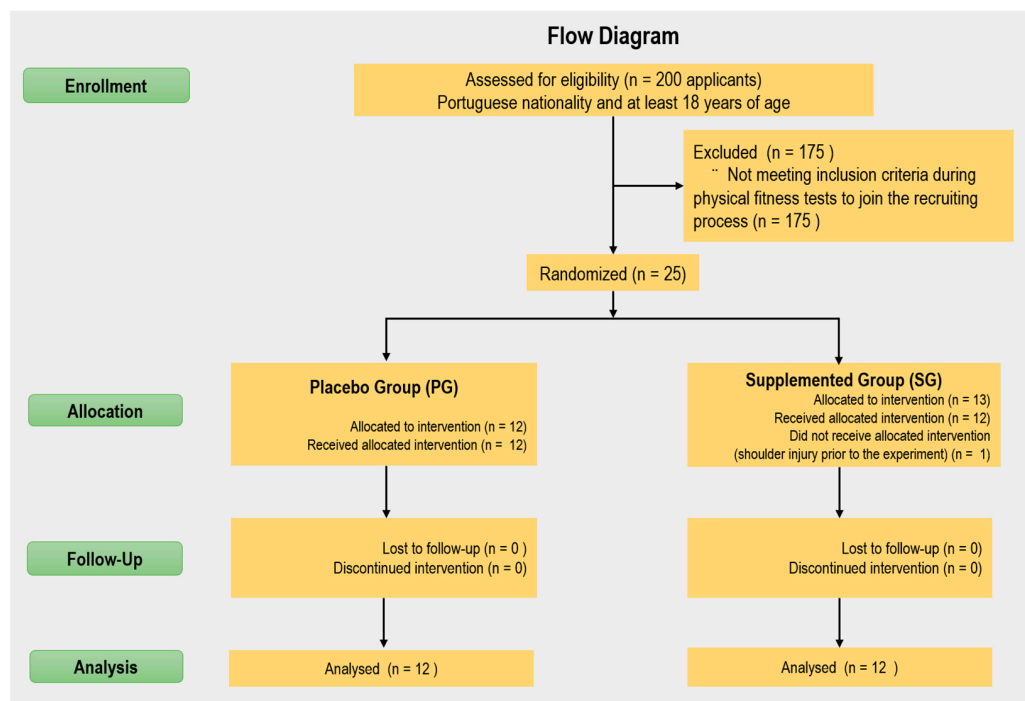 Flow Diagram
Enrollment
Assessed for eligibility (n = 200 applicants)
Portuguese nationality and at least 18 years of age
Excluded (n = 175 )
¨ Not meeting inclusion criteria during
physical fitness tests to join the recruiting
process (n = 175 )
Randomized (n = 25)
Allocation
Placebo Group (PG)
Allocated to intervention (n = 12)
Received allocated intervention (n = 12)
Supplemented Group (SG)
Allocated to intervention (n = 13)
Received allocated intervention (n = 12)
Did not receive allocated intervention
(shoulder injury prior to the experiment) (n = 1)
Follow-Up
Lost to follow-up (n = 0 )
Discontinued intervention (n = 0)
Lost to follow-up (n = 0)
Discontinued intervention (n = 0)
Analysis
Analysed (n = 12 )
Analysed (n = 12 )